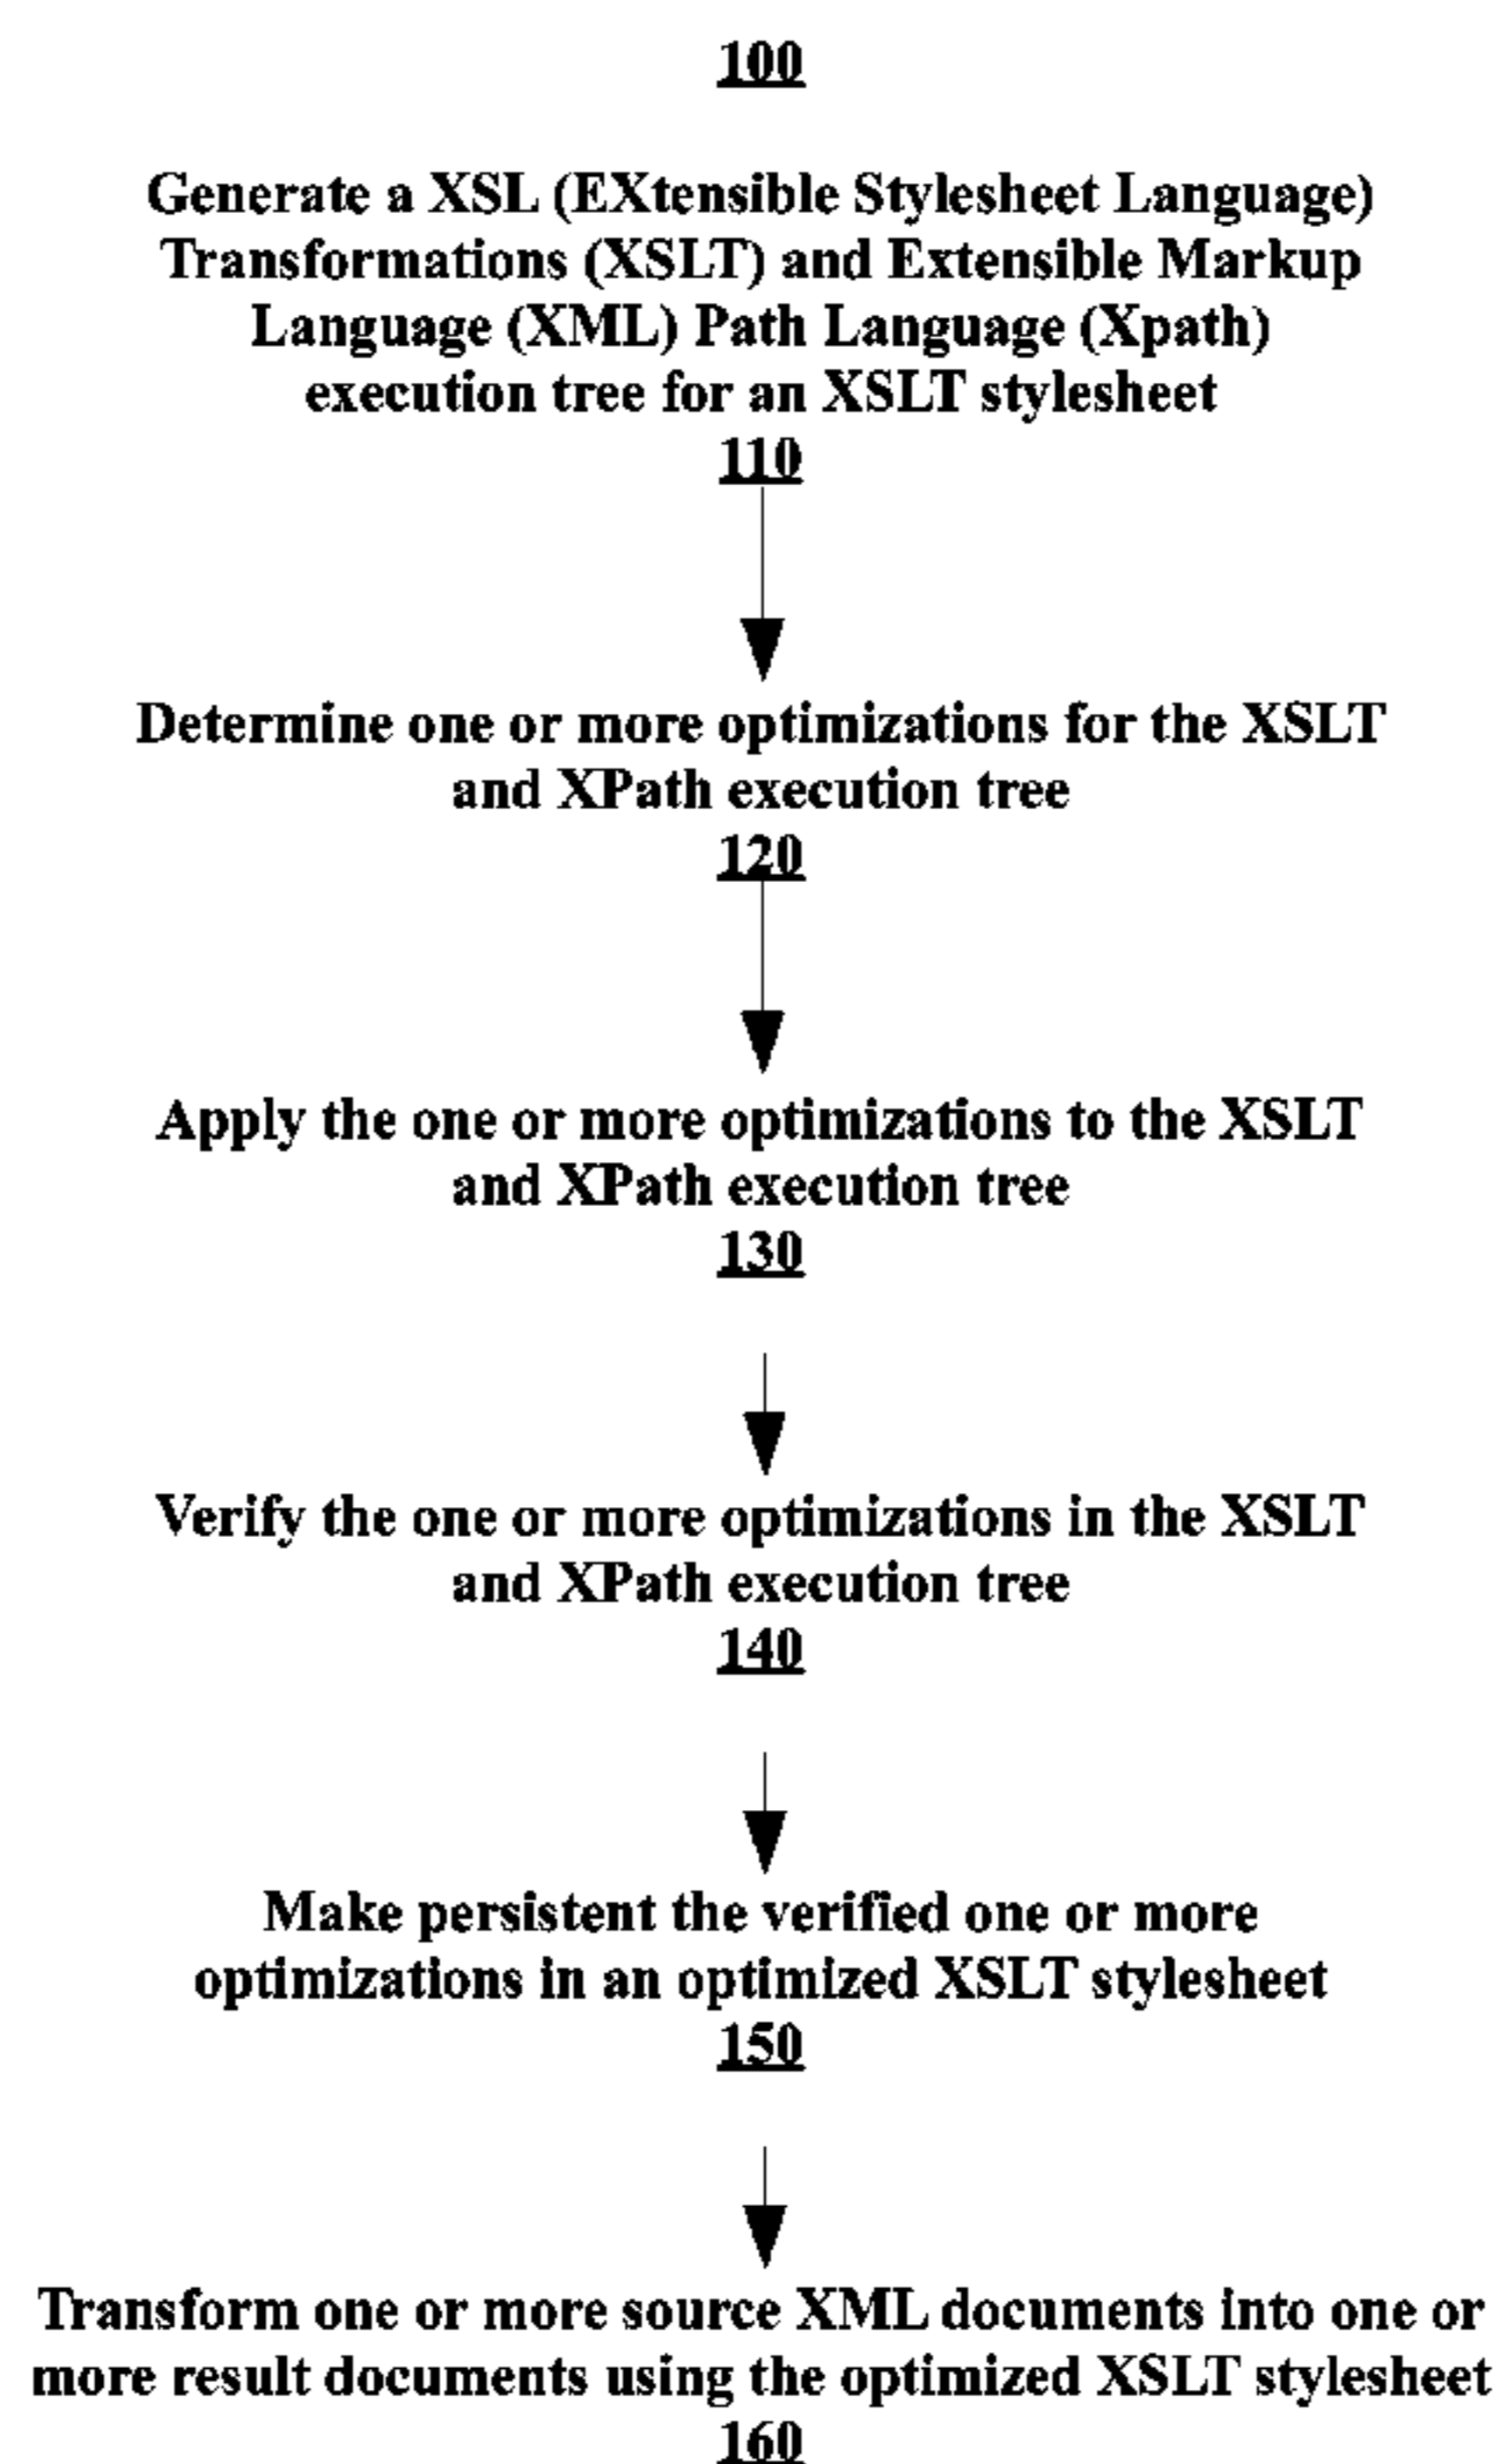 100
Generate a XSL (EXtensible Stylesheet Language)
Transformations (XSLT) and Extensible Markup
Language (XML) Path Language (Xpath)
execution tree for an XSLT stylesheet
110
Determine one or more optimizations for the XSLT
and XPath execution tree
120
Apply the one or more optimizations to the XSLT
and XPath execution tree
130
Verify the one or more optimizations in the XSLT
and XPath execution tree
140
Make persistent the verified one or more
optimizations in an optimized XSLT stylesheet
150
Transform one or more source XML documents into one or
more result documents using the optimized XSLT stylesheet
160